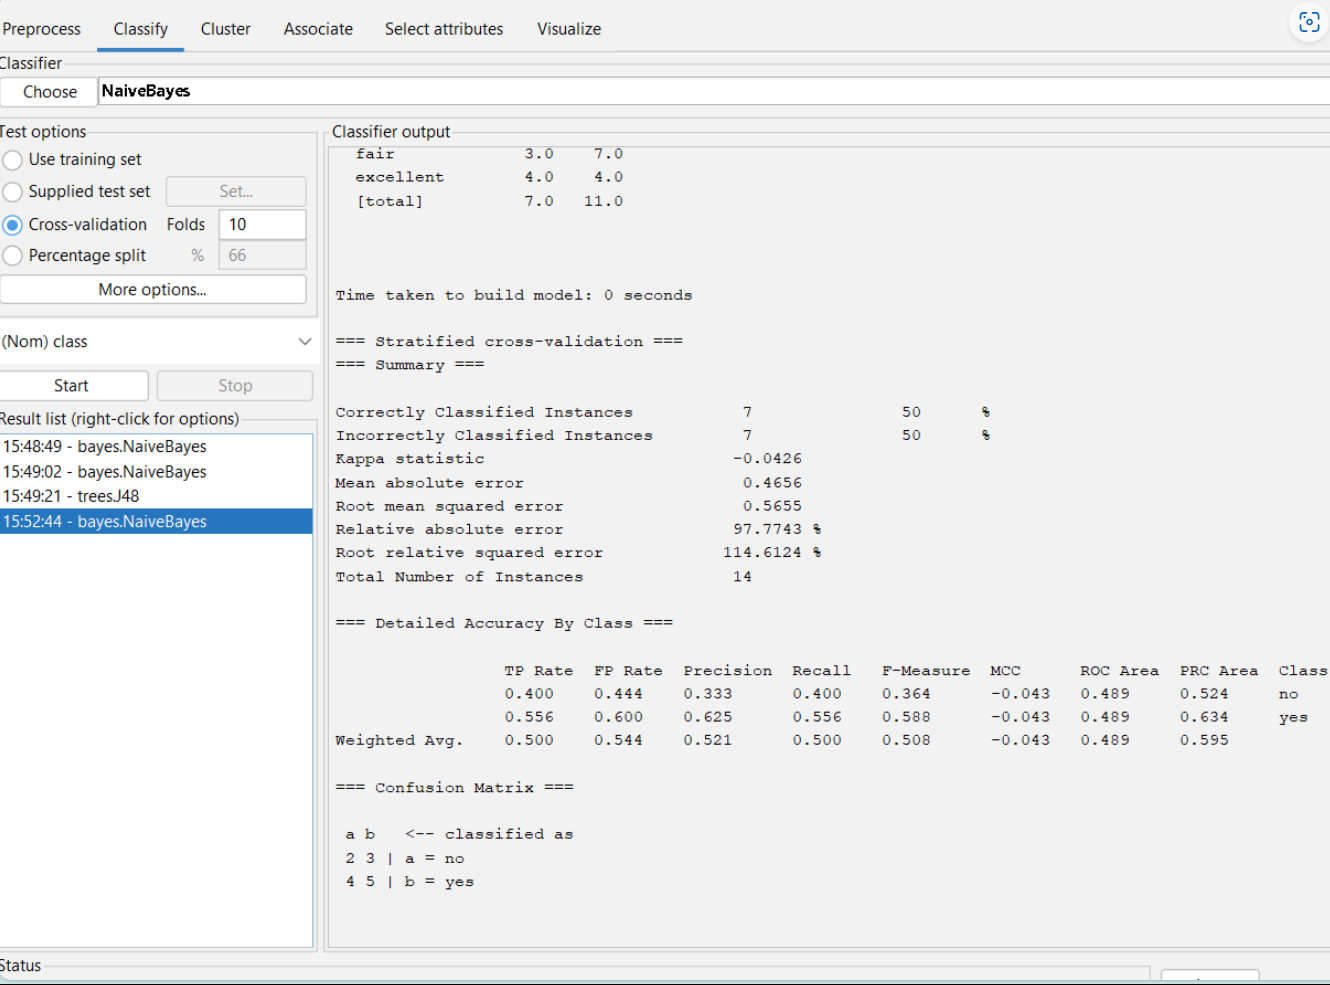 Preprocess Classify Cluster Associate Select attributes Visualize
Classifier
Choose NaiveBayes
Test options
Use training set
Supplied test set Set...
Cross-validation Folds 10
Percentage split % 66
More options...
(Nom) class
Start Stop
Result list (right-click for options)
15:48:49 - bayes.NaiveBayes
15:49:02 - bayes.NaiveBayes
15:49:21 - trees.J48
15:52:44 - bayes.NaiveBayes
Classifier output
fair 3.0 7.0
excellent 4.0 4.0
[total] 7.0 11.0
Time taken to build model: 0 seconds
=== Stratified cross-validation ===
=== Summary ===
Correctly Classified Instances 7 50 %
Incorrectly Classified Instances 7 50 %
Kappa statistic -0.0426
Mean absolute error 0.4656
Root mean squared error 0.5655
Relative absolute error 97.7743 %
Root relative squared error 114.6124 %
Total Number of Instances 14
=== Detailed Accuracy By Class ===
TP Rate FP Rate Precision Recall F-Measure MCC ROC Area PRC Area Class
0.400 0.444 0.333 0.400 0.364 -0.043 0.489 0.524 no
0.556 0.600 0.625 0.556 0.588 -0.043 0.489 0.634 yes
Weighted Avg. 0.500 0.544 0.521 0.500 0.508 -0.043 0.489 0.595
=== Confusion Matrix ===
a b <-- classified as
2 3 | a = no
4 5 | b = yes
Status